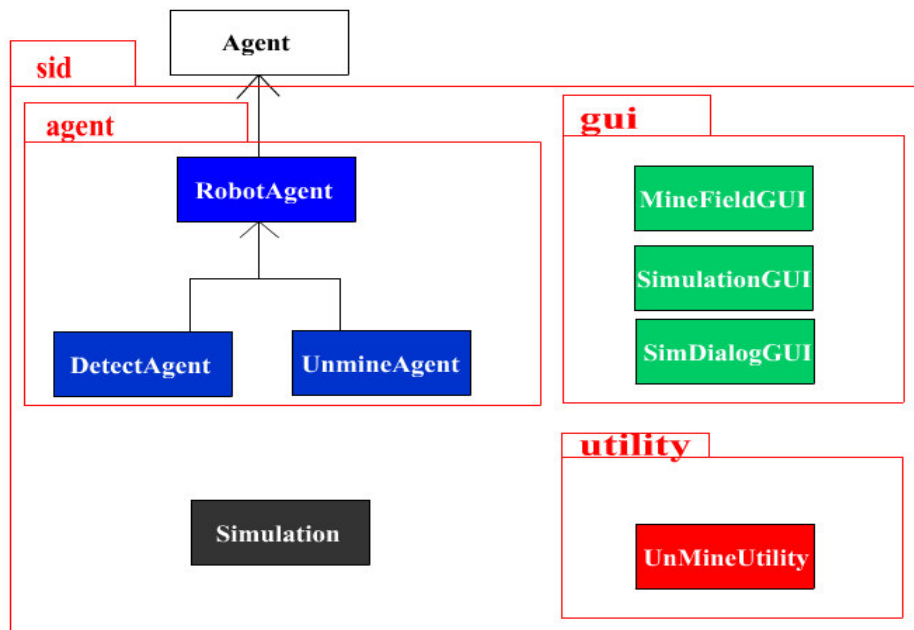 Agent
sid
agent
gui
RobotAgent
MineFieldGUI
SimulationGUI
DetectAgent
UnmineAgent
SimDialogGUI
utility
Simulation
UnMineUtility